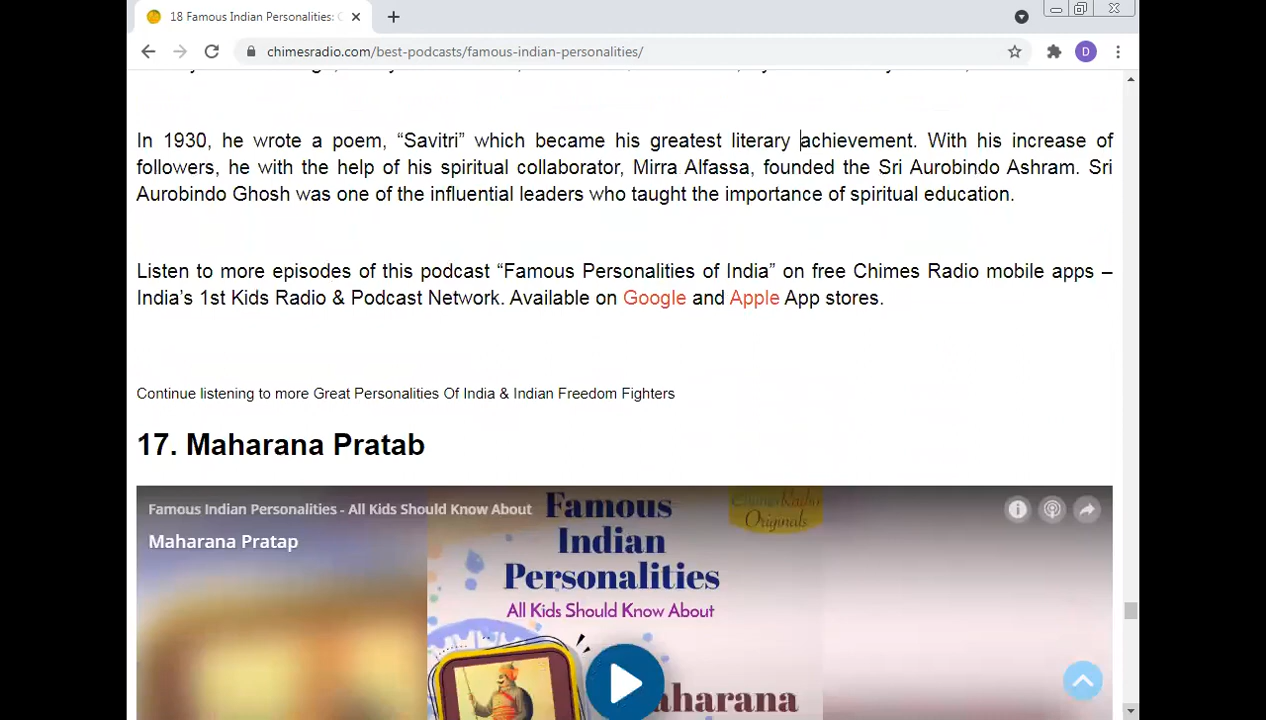 18 Famous Indian Personalities:
D
chimesradio.com/best-podcasts/famous-indian-personalities/
In 1930, he wrote a poem, “Savitri” which became his greatest literary achievement. With his increase of
followers, he with the help of his spiritual collaborator, Mirra Alfassa, founded the Sri Aurobindo Ashram. Sri
Aurobindo Ghosh was one of the influential leaders who taught the importance of spiritual education.
Listen to more episodes of this podcast “Famous Personalities of India” on free Chimes Radio mobile apps –
India’s 1st Kids Radio & Podcast Network. Available on Google and Apple App stores.
Continue listening to more Great Personalities Of India & Indian Freedom Fighters
17. Maharana Pratab
Famous Indian Personalities - All Kids Should Know About
Maharana Pratap
Famous
Indian
Personalities
All Kids Should Know About
Chimes Radio
Originals
aharana